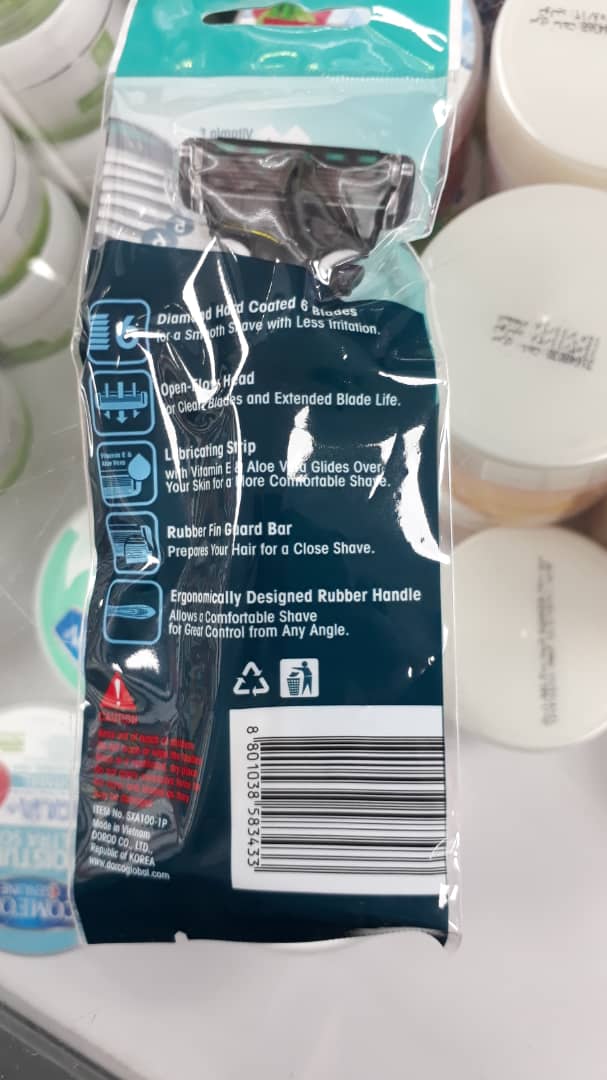 Vitamin E
Diamond Hard Coated 6 Blades
for a Smooth Shave with Less Irritation.
Open-Flow Head
for Clean Blades and Extended Blade Life.
Vitamin E &
Aloe Vera
Lubricating Strip
with Vitamin E & Aloe Vera Glides Over
Your Skin for a More Comfortable Shave.
Rubber Fin Guard Bar
Prepares Your Hair for a Close Shave.
Ergonomically Designed Rubber Handle
Allows a Comfortable Shave
for Great Control from Any Angle.
CAUTION
ITEM No. SXA100-1P
Made in Vietnam
DORCO CO., LTD.,
Republic of KOREA
www.dorcoglobal.com
8 801038 583433